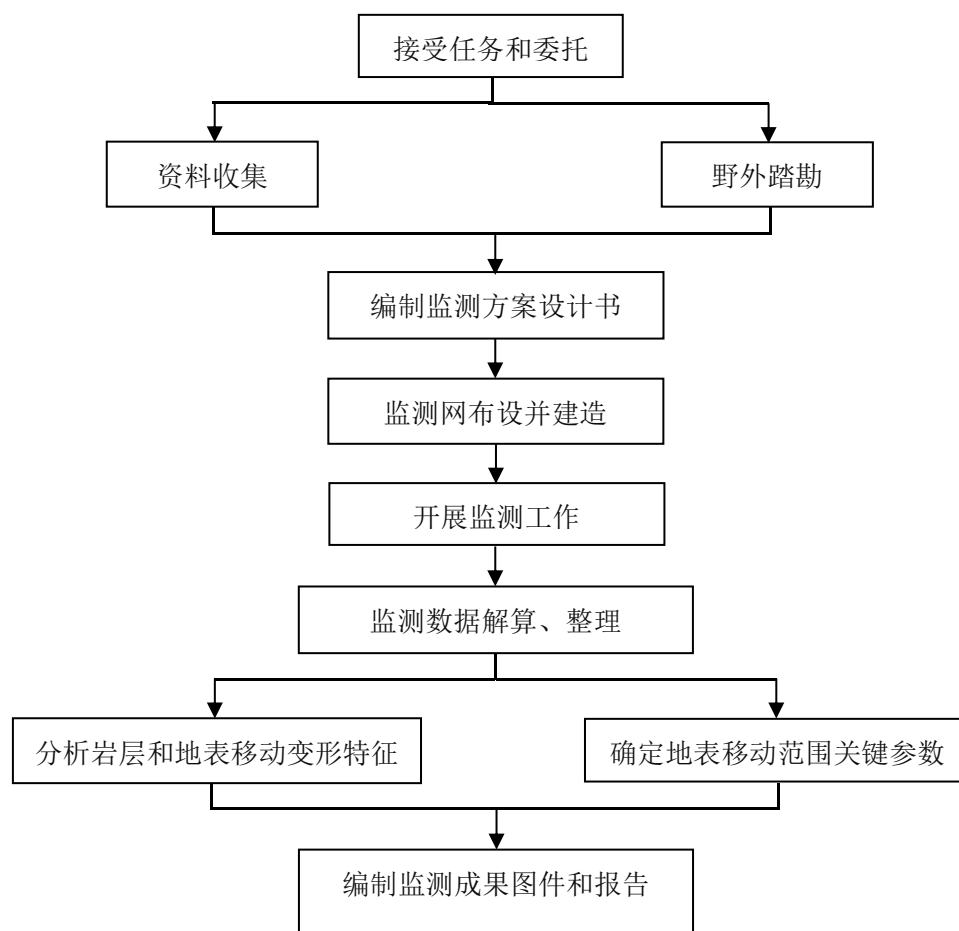 接受任务和委托
资料收集
野外踏勘
编制监测方案设计书
监测网布设并建造
开展监测工作
监测数据解算、整理
分析岩层和地表移动变形特征
确定地表移动范围关键参数
编制监测成果图件和报告